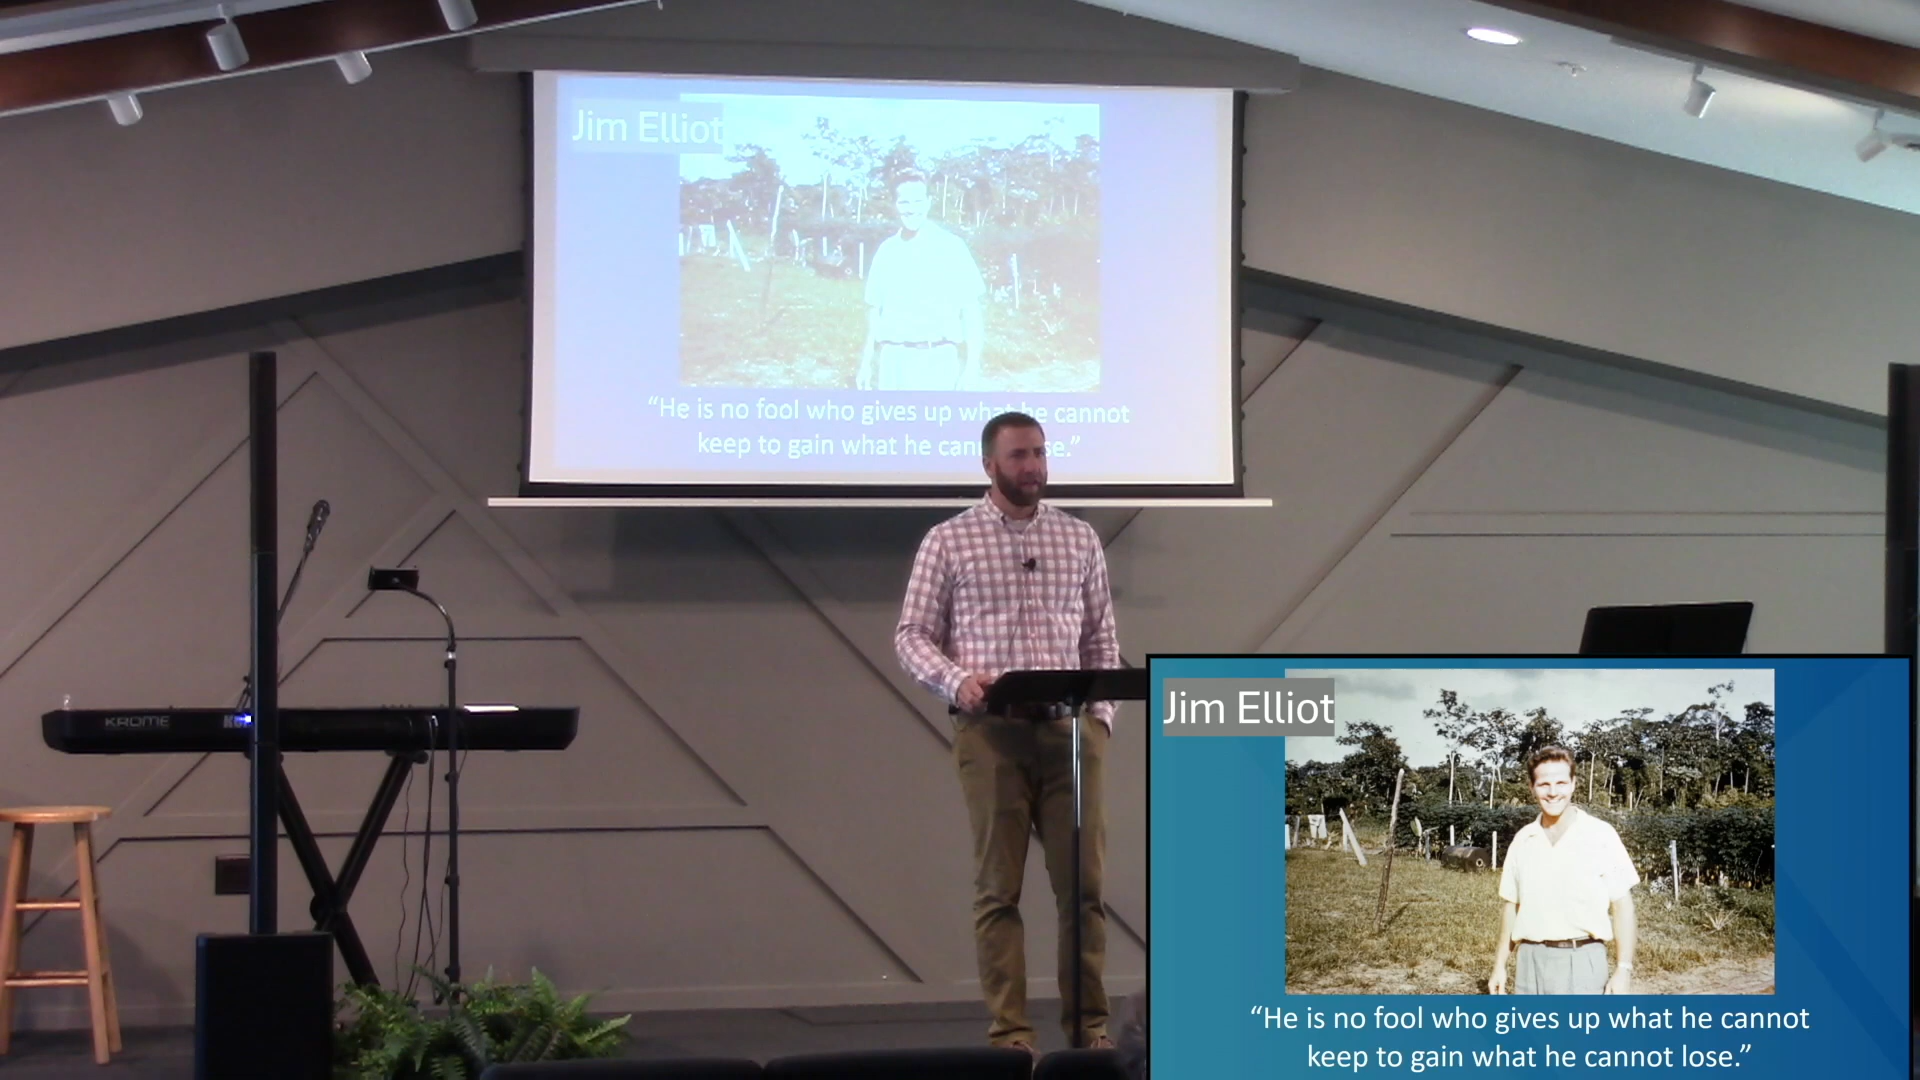 Jim Elliot
“He is no fool who gives up what he cannot
keep to gain what he cannot lose.”
KROME
Jim Elliot
“He is no fool who gives up what he cannot
keep to gain what he cannot lose.”